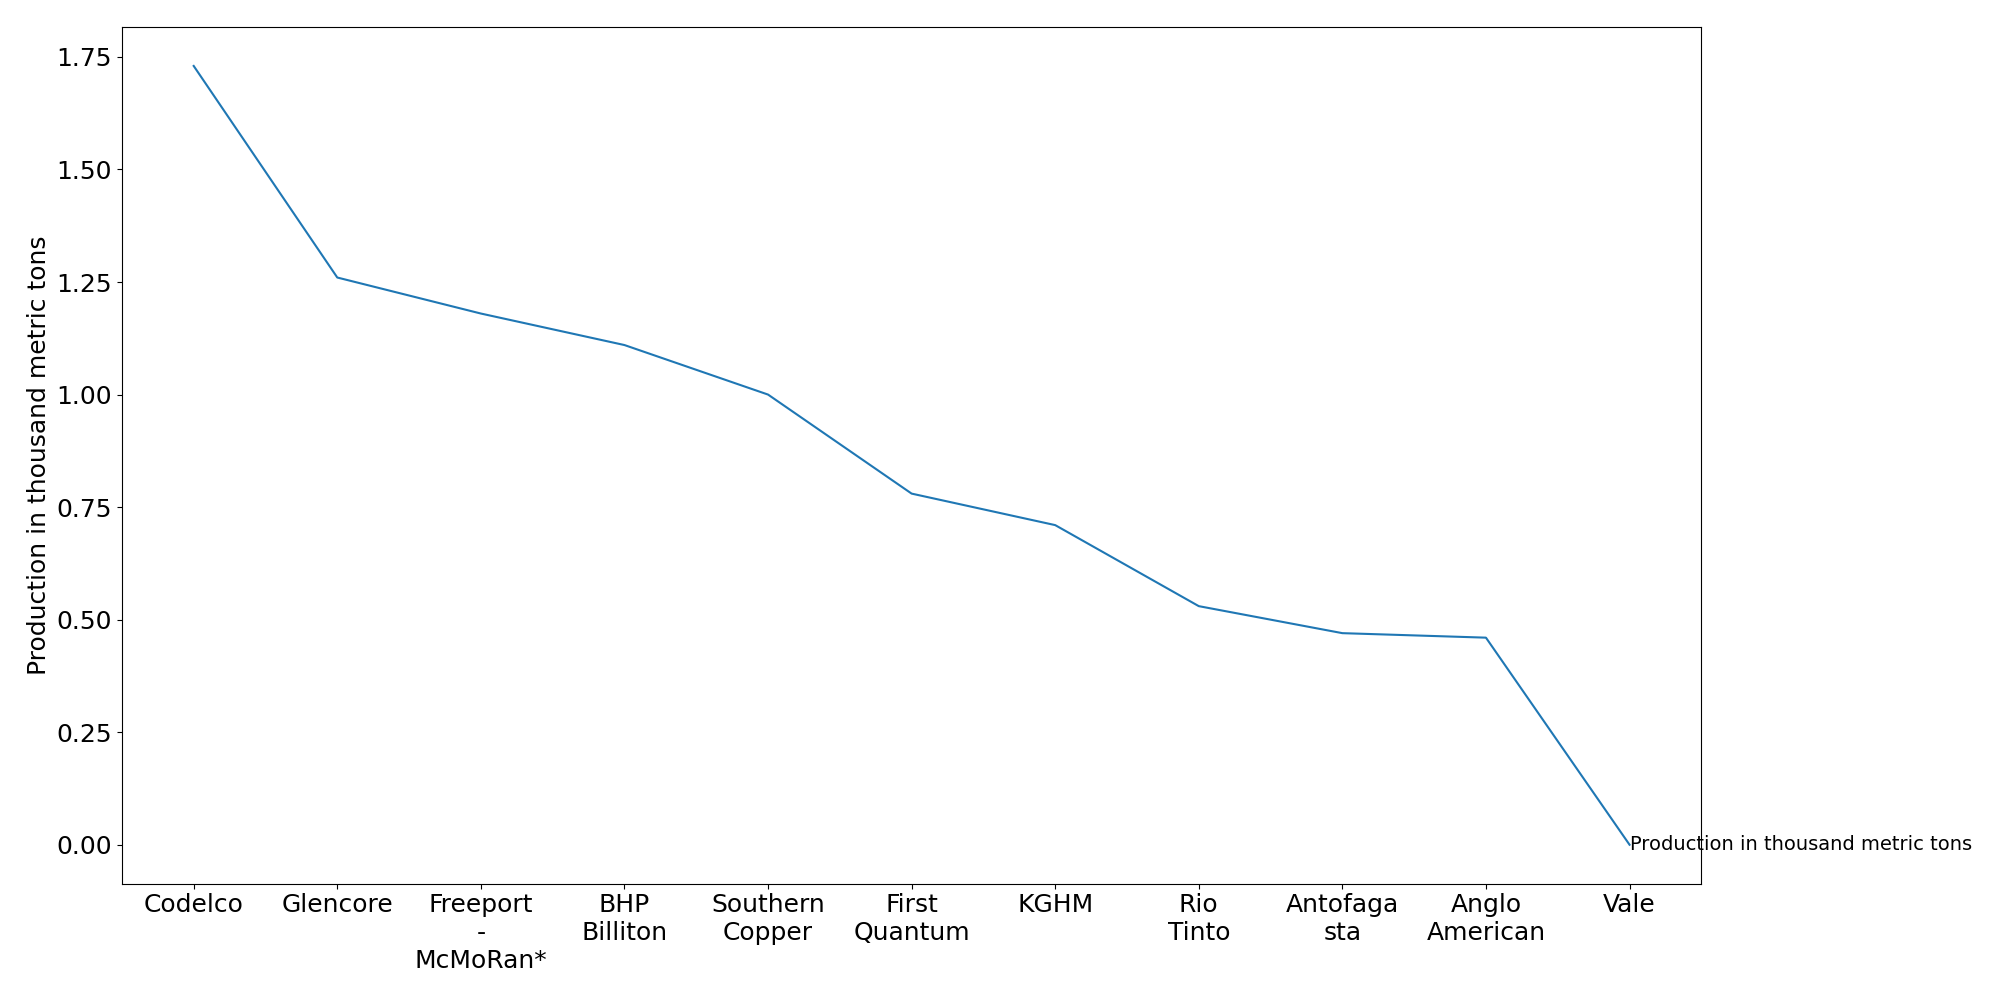 Production in thousand metric tons
1.75
1.50
1.25
1.00
0.75
0.50
0.25
0.00
Production in thousand metric tons
Codelco
Glencore
Freeport
-
McMoRan*
BHP
Billiton
Southern
Copper
First
Quantum
KGHM
Rio
Tinto
Antofaga
sta
Anglo
American
Vale